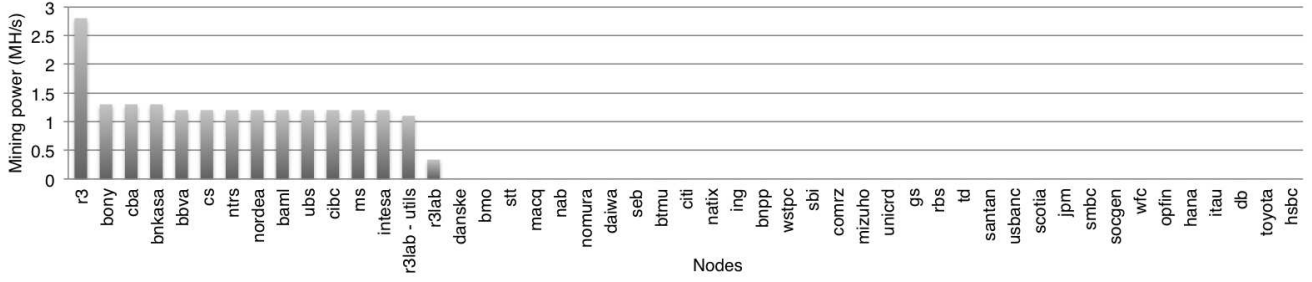 Mining power (MH/s)
3
2.5
2
1.5
1
0.5
0
r3
bony
cba
bnkasa
bbva
cs
ntrs
nordea
baml
ubs
cibc
ms
intesa
r3lab - utils
r3lab
danske
bmo
stt
macq
nab
nomura
daiwa
seb
btmu
citi
natix
ing
bnpp
wstpc
sbi
comrz
mizuho
unicrd
gs
rbs
td
santan
usbanc
scotia
jpm
smbc
socgen
wfc
opfin
hana
itau
db
toyota
hsbc
Nodes